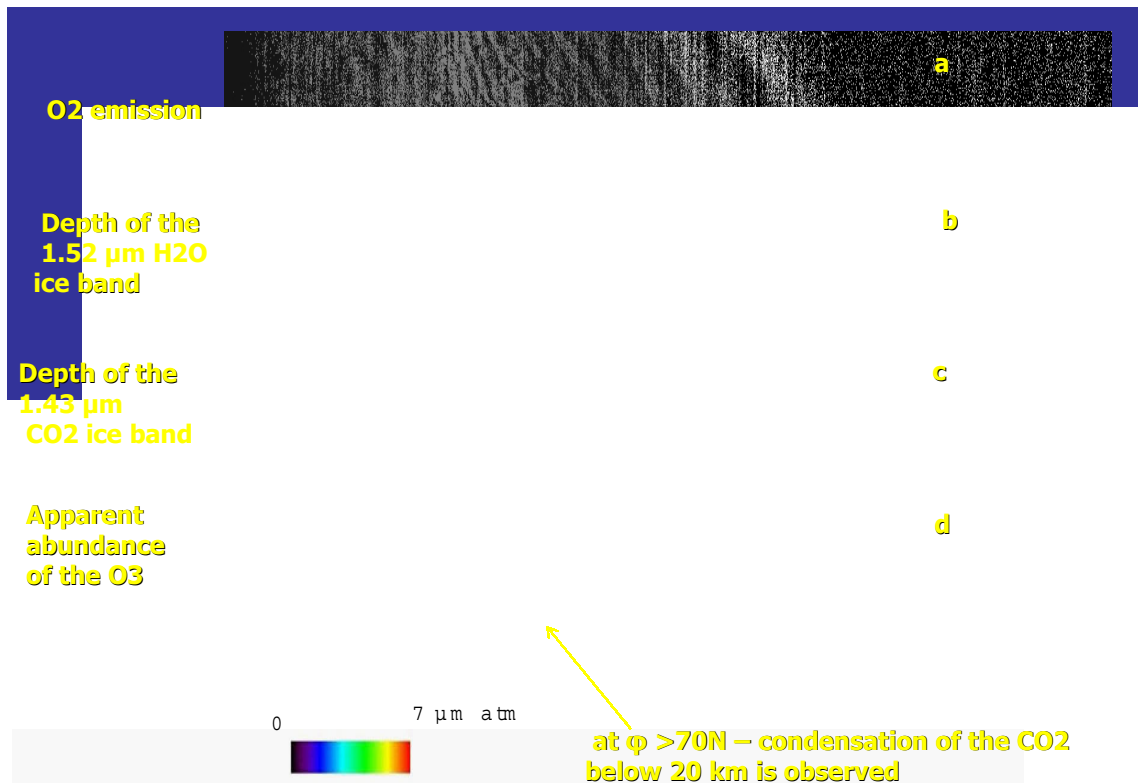 a
O2 emission
b
Depth of the
1.52 µm H2O
ice band
c
Depth of the
1.43 µm
CO2 ice band
d
Apparent
abundance
of the O3
0
7 µm atm
at φ >70N – condensation of the CO2
below 20 km is observed